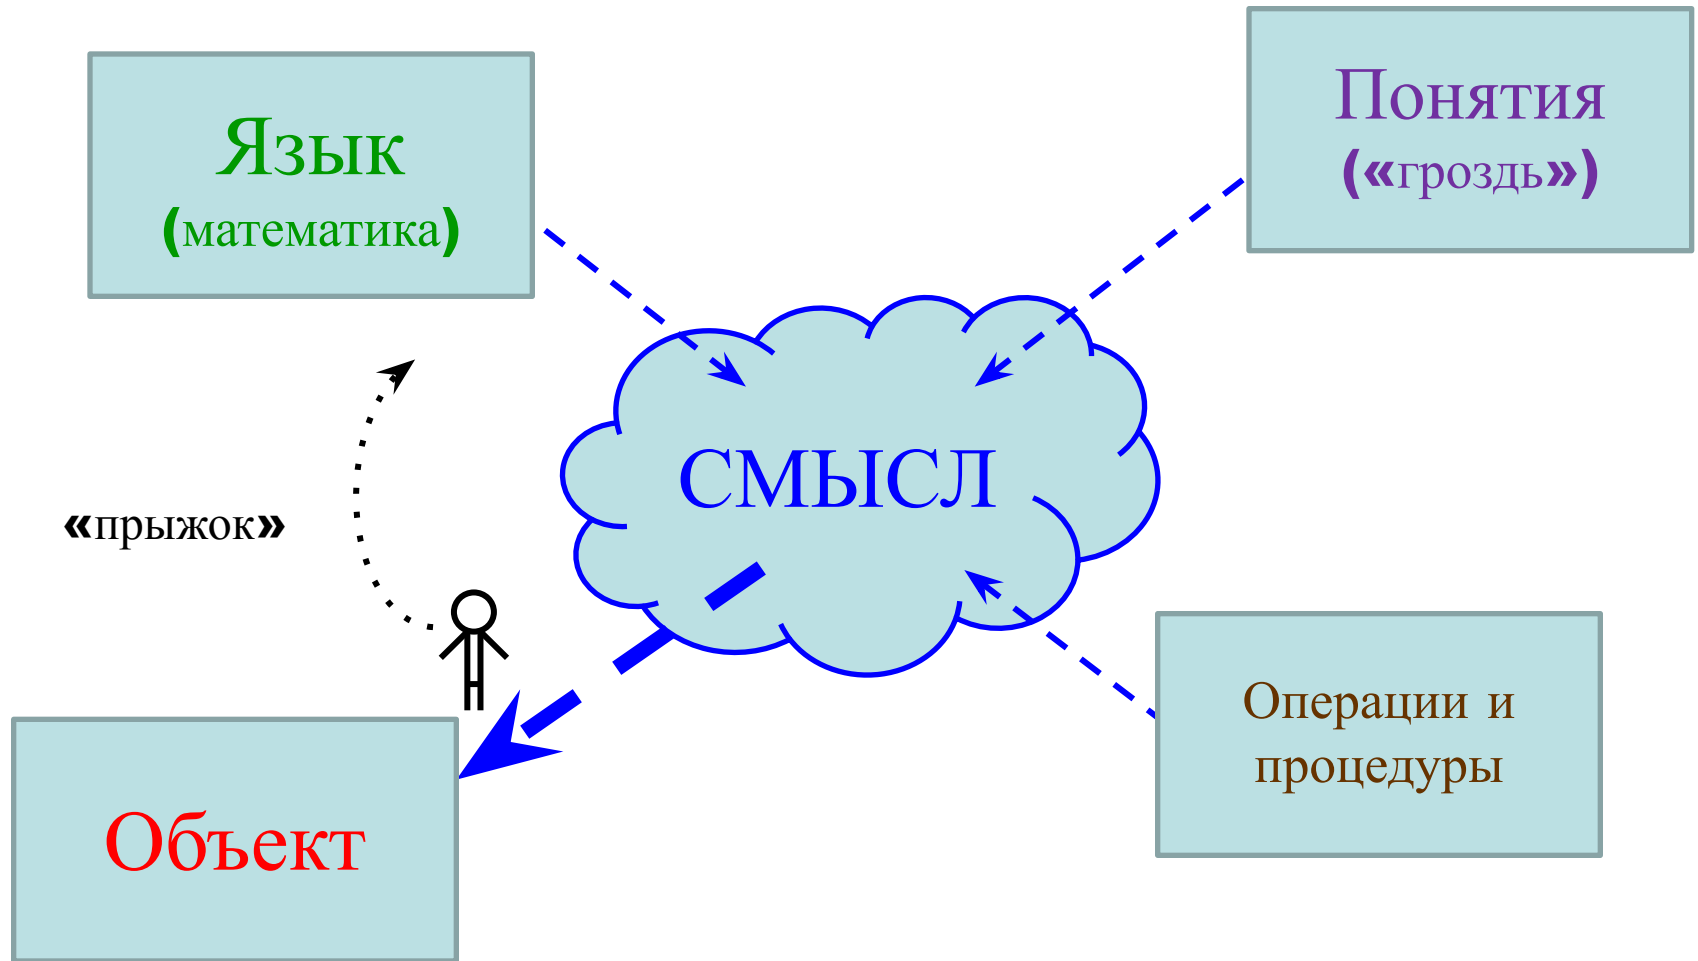 Язык
(математика)
Понятия
(«гроздь»)
СМЫСЛ
«прыжок»
Операции и
процедуры
Объект